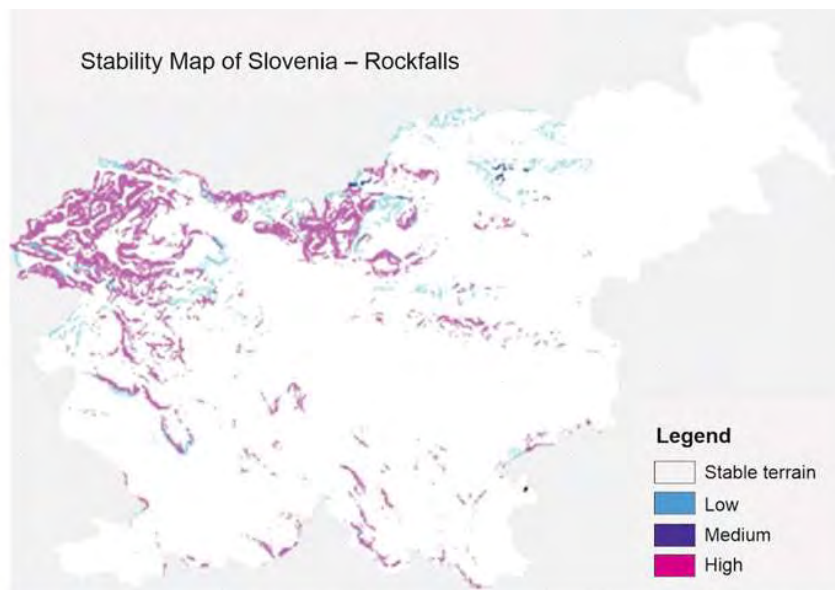 Stability Map of Slovenia – Rockfalls
Legend
Stable terrain
Low
Medium
High